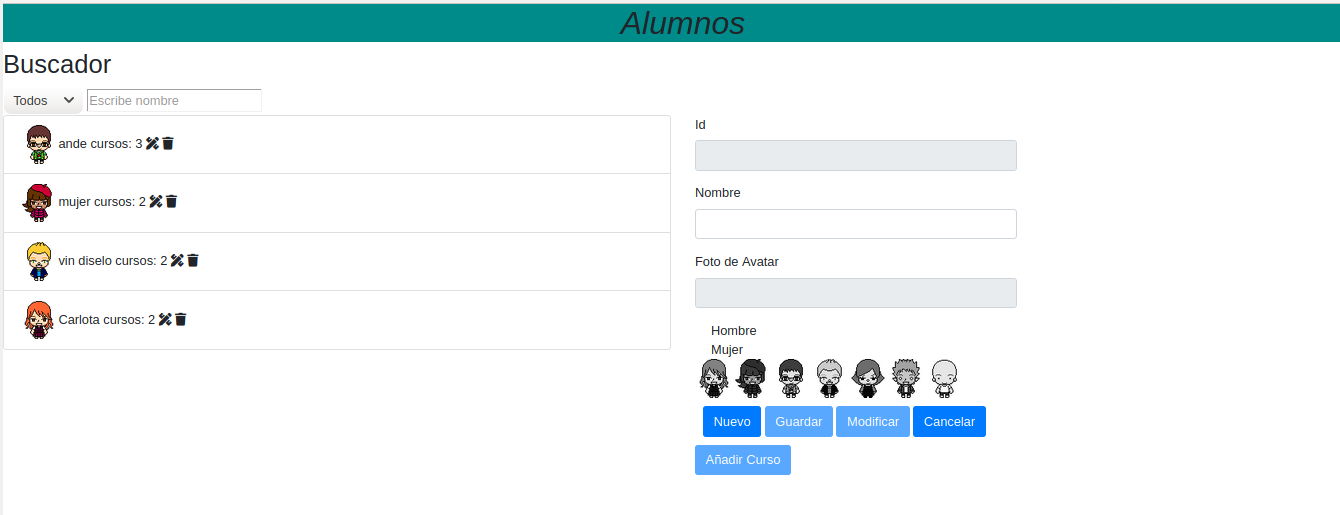 Alumnos
Buscador
Todos Escribe nombre
ande cursos: 3
mujer cursos: 2
vin diselo cursos: 2
Carlota cursos: 2
Id
Nombre
Foto de Avatar
Hombre
Mujer
Nuevo Guardar Modificar Cancelar
Añadir Curso